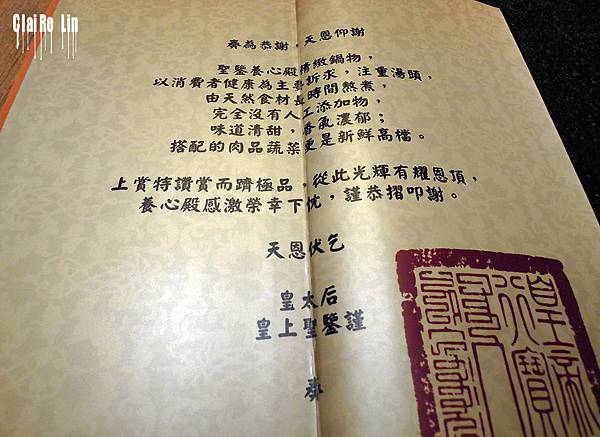 ClaiRe Lin
奏為恭謝,天恩仰謝
聖鑒養心殿精緻鍋物,
以消費者健康為主要訴求,注重湯頭,
由天然食材長時間熬煮,
完全沒有人工添加物,
味道清甜,香氣濃郁;
搭配的肉品蔬菜更是新鮮高檔。
上賞特讚賞而躋極品,從此光輝有耀恩頂,
養心殿感激榮幸下忱,謹恭摺叩謝。
天恩伏乞
皇太后
皇上聖鑒謹
奏
皇帝
行寶